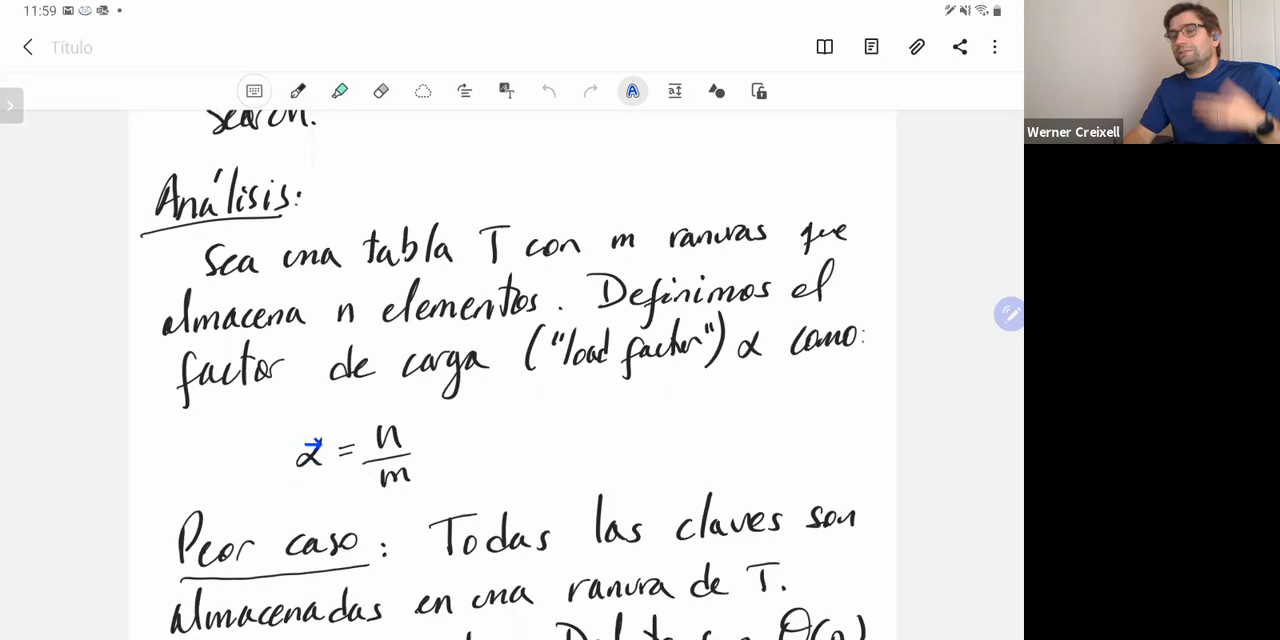 11:59
Título
Werner Creixell
search.
Análisis:
Sea una tabla T con m ranuras que
almacena n elementos. Definimos el
factor de carga ("load factor") α como:
α = n/m
Peor caso: Todas las claves son
almacenadas en una ranura de T.
Θ(n)